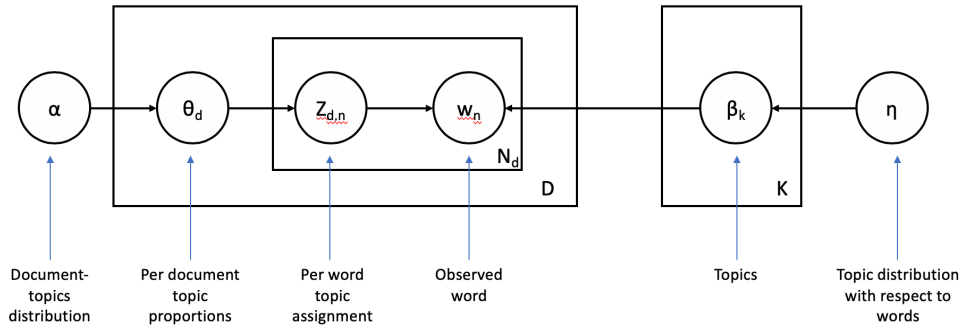 α
θd
Zd,n
wn
βk
η
Nd
D
K
Document-
topics
distribution
Per document
topic
proportions
Per word
topic
assignment
Observed
word
Topics
Topic distribution
with respect to
words